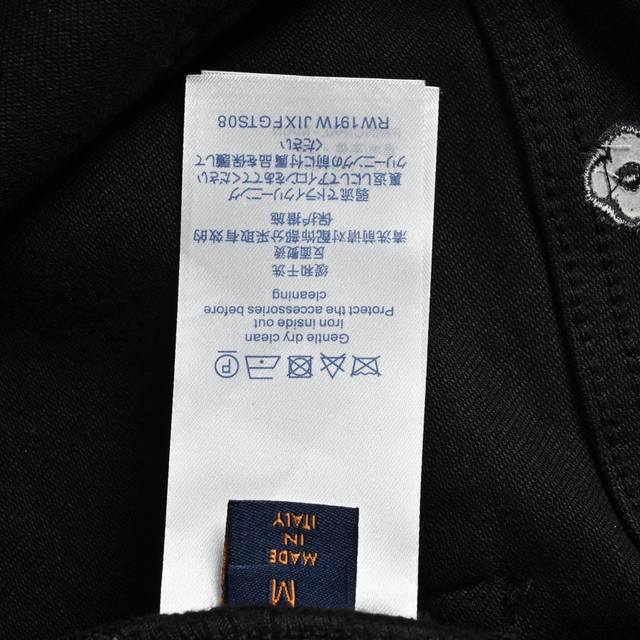 M
MADE
IN
ITALY
Gentle dry clean
Iron inside out
Protect the accessories before
cleaning
缓和干洗
反面熨烫
清洗前请对配饰部分采取有效的
保护措施
弱流でドライクリーニング
裏返しにしてアイロンをあててください
クリーニングの前に付属品を保護して
ください
RW191W JIXFGTS08